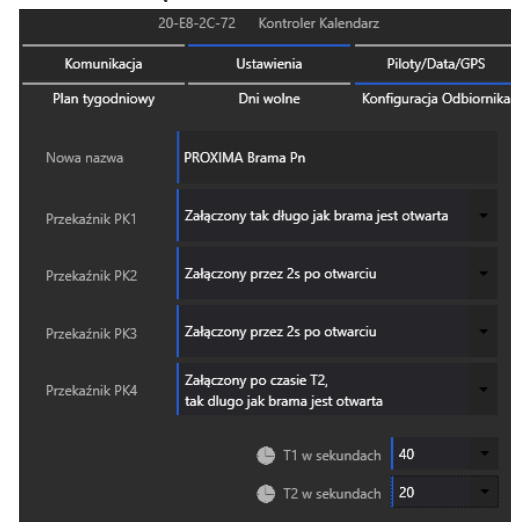 20-E8-2C-72 Kontroler Kalendarz
Komunikacja Ustawienia Piloty/Data/GPS
Plan tygodniowy Dni wolne Konfiguracja Odbiornika
Nowa nazwa PROXIMA Brama Pn
Przekaźnik PK1 Załączony tak długo jak brama jest otwarta
Przekaźnik PK2 Załączony przez 2s po otwarciu
Przekaźnik PK3 Załączony przez 2s po otwarciu
Przekaźnik PK4 Załączony po czasie T2,
tak dlugo jak brama jest otwarta
T1 w sekundach 40
T2 w sekundach 20